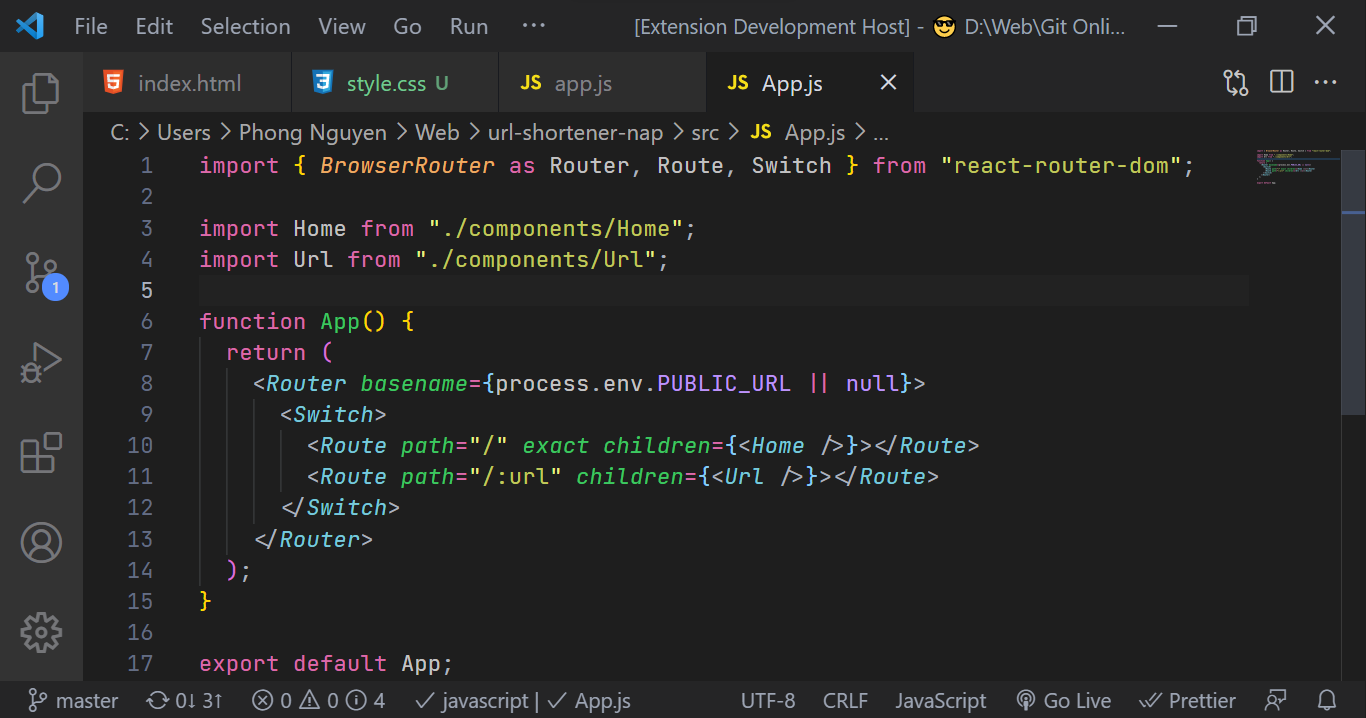 File Edit Selection View Go Run ··· [Extension Development Host] - 😎 D:\Web\Git Onli...
index.html style.css U JS app.js JS App.js
C: > Users > Phong Nguyen > Web > url-shortener-nap > src > JS App.js > ...
1 import { BrowserRouter as Router, Route, Switch } from "react-router-dom";
2
3 import Home from "./components/Home";
4 import Url from "./components/Url";
5
6 function App() {
7 return (
8 <Router basename={process.env.PUBLIC_URL || null}>
9 <Switch>
10 <Route path="/" exact children={<Home />}></Route>
11 <Route path="/:url" children={<Url />}></Route>
12 </Switch>
13 </Router>
14 );
15 }
16
17 export default App;
1
master 0↓ 3↑ 0 0 4 ✓ javascript | ✓ App.js UTF-8 CRLF JavaScript Go Live Prettier